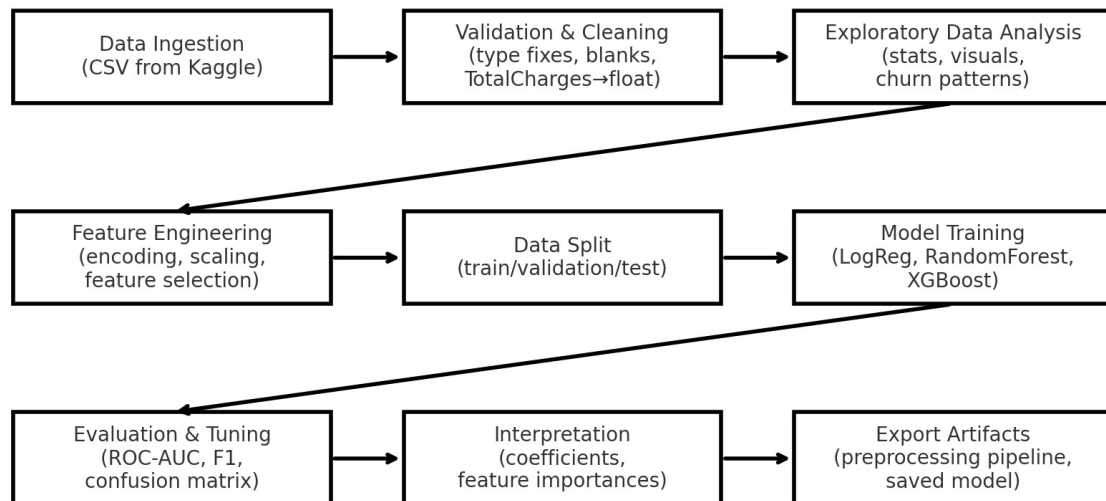 Data Ingestion
(CSV from Kaggle)
Validation & Cleaning
(type fixes, blanks,
TotalCharges→float)
Exploratory Data Analysis
(stats, visuals,
churn patterns)
Feature Engineering
(encoding, scaling,
feature selection)
Data Split
(train/validation/test)
Model Training
(LogReg, RandomForest,
XGBoost)
Evaluation & Tuning
(ROC-AUC, F1,
confusion matrix)
Interpretation
(coefficients,
feature importances)
Export Artifacts
(preprocessing pipeline,
saved model)